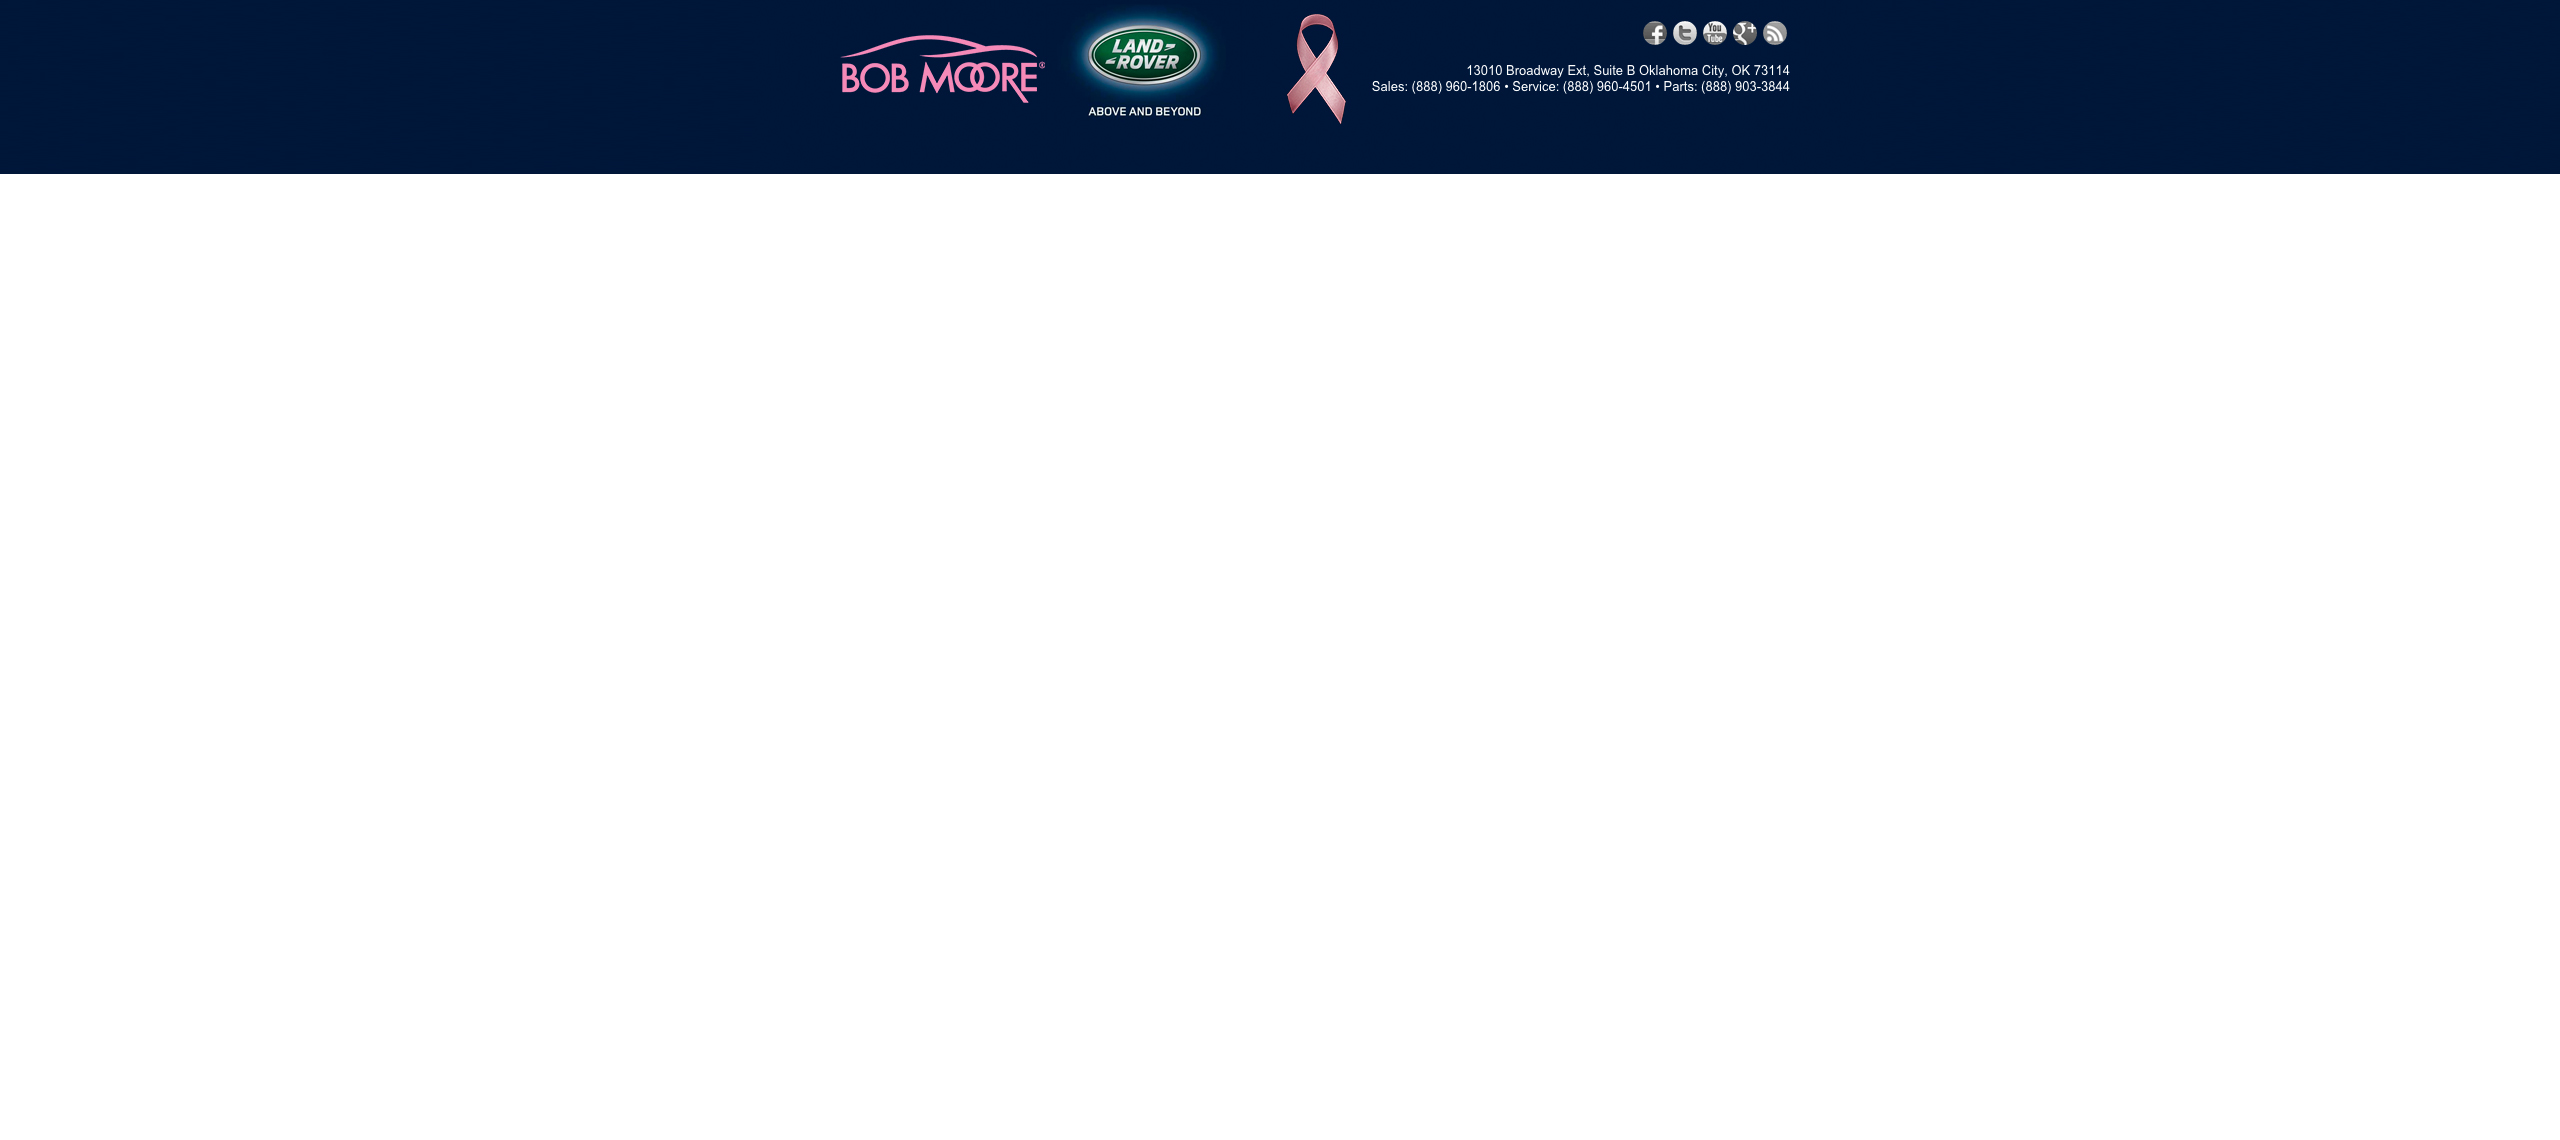 BOB MOORE®
LAND-
-ROVER
ABOVE AND BEYOND
You
Tube
g+
13010 Broadway Ext, Suite B Oklahoma City, OK 73114
Sales: (888) 960-1806 • Service: (888) 960-4501 • Parts: (888) 903-3844